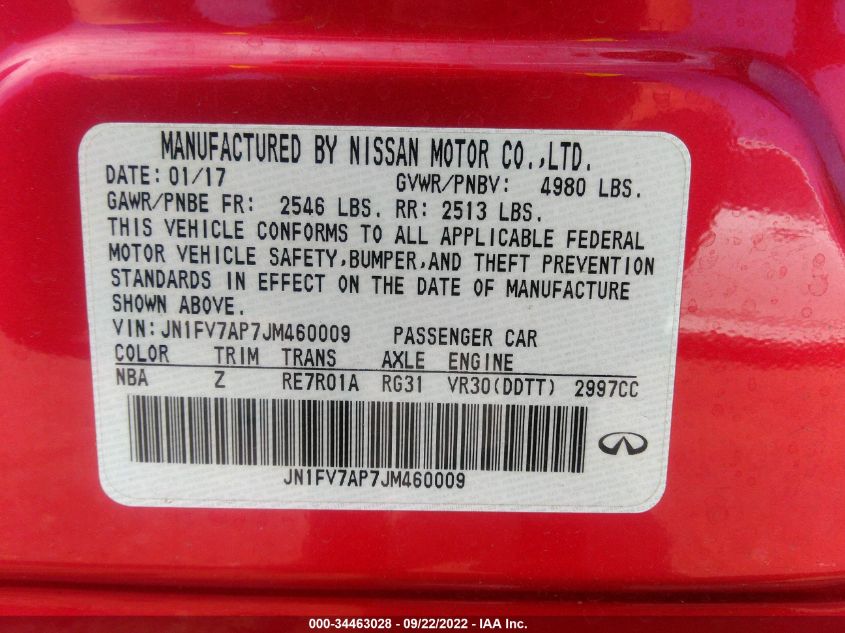 MANUFACTURED BY NISSAN MOTOR CO.,LTD.
DATE: 01/17 GVWR/PNBV: 4980 LBS.
GAWR/PNBE FR: 2546 LBS. RR: 2513 LBS.
THIS VEHICLE CONFORMS TO ALL APPLICABLE FEDERAL
MOTOR VEHICLE SAFETY,BUMPER,AND THEFT PREVENTION
STANDARDS IN EFFECT ON THE DATE OF MANUFACTURE
SHOWN ABOVE.
VIN:JN1FV7AP7JM460009 PASSENGER CAR
COLOR TRIM TRANS AXLE ENGINE
NBA Z RE7R01A RG31 VR30(DDTT) 2997CC
JN1FV7AP7JM460009
000-34463028 - 09/22/2022 - IAA Inc.